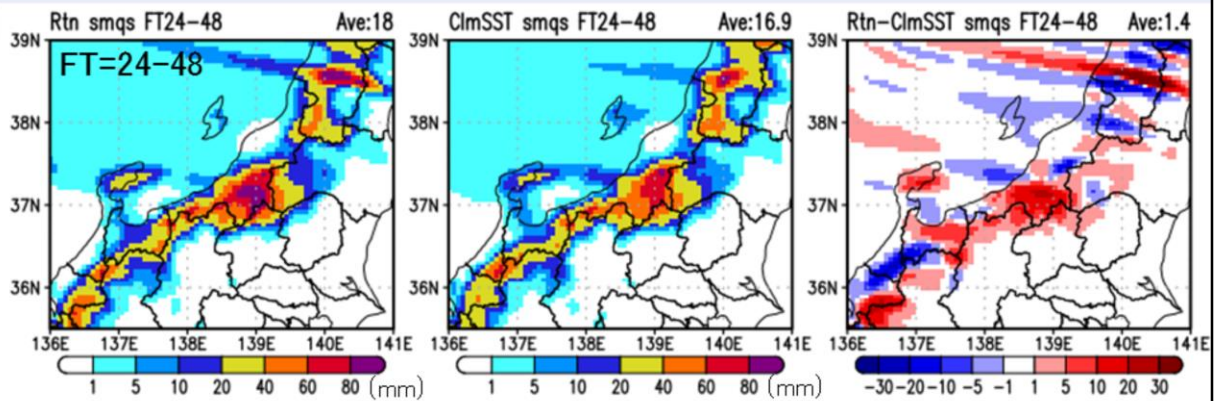 Rtn smqs FT24-48 Ave:18
ClmSST smqs FT24-48 Ave:16.9
Rtn-ClmSST smqs FT24-48 Ave:1.4
FT=24-48
39N
38N
37N
36N
136E 137E 138E 139E 140E 141E
1 5 10 20 40 60 80 (mm)
39N
38N
37N
36N
136E 137E 138E 139E 140E 141E
1 5 10 20 40 60 80 (mm)
39N
38N
37N
36N
136E 137E 138E 139E 140E 141E
-30 -20 -10 -5 -1 1 5 10 20 30